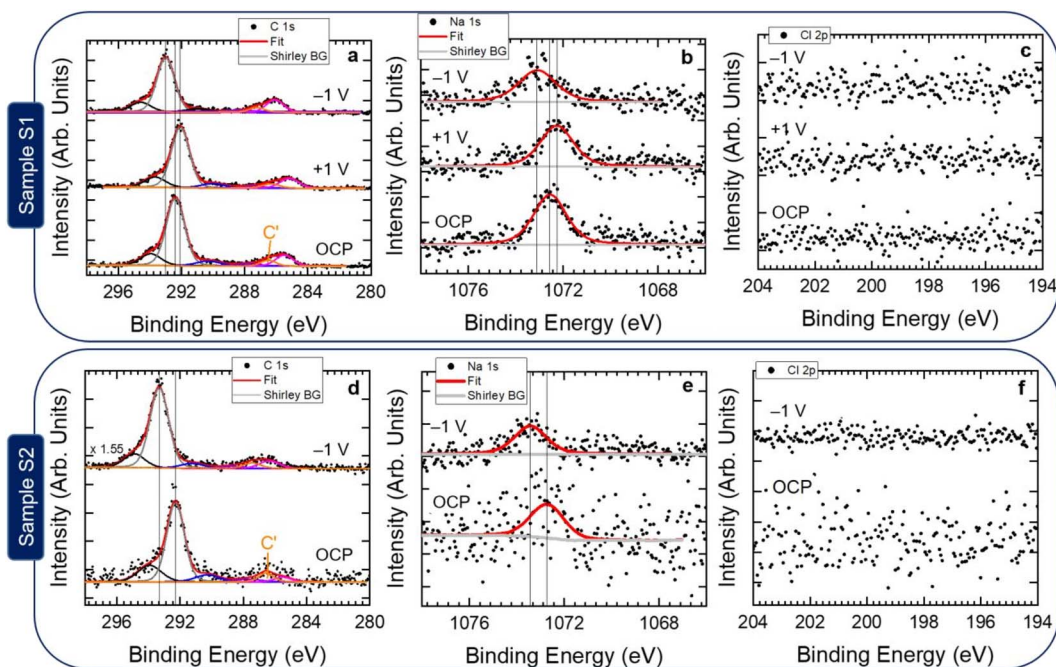 Sample S1
C 1s
Fit
Shirley BG
a
–1 V
+1 V
C'
OCP
Intensity (Arb. Units)
296 292 288 284 280
Binding Energy (eV)
Na 1s
Fit
Shirley BG
b
–1 V
+1 V
OCP
Intensity (Arb. Units)
1076 1072 1068
Binding Energy (eV)
Cl 2p
c
–1 V
+1 V
OCP
Intensity (Arb. Units)
204 202 200 198 196 194
Binding Energy (eV)
Sample S2
C 1s
Fit
Shirley BG
d
x 1.55
–1 V
C'
OCP
Intensity (Arb. Units)
296 292 288 284 280
Binding Energy (eV)
Na 1s
Fit
Shirley BG
e
–1 V
OCP
Intensity (Arb. Units)
1076 1072 1068
Binding Energy (eV)
Cl 2p
f
–1 V
OCP
Intensity (Arb. Units)
204 202 200 198 196 194
Binding Energy (eV)